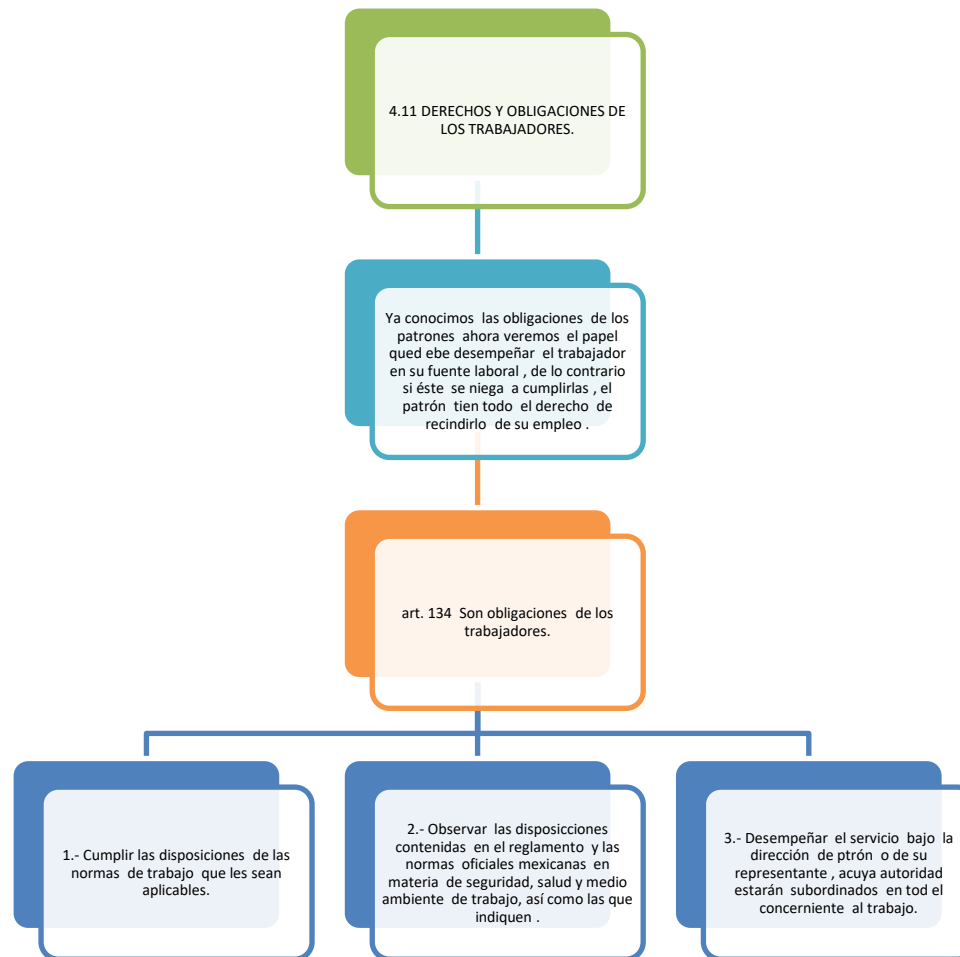 4.11 DERECHOS Y OBLIGACIONES DE
LOS TRABAJADORES.
Ya conocimos las obligaciones de los
patrones ahora veremos el papel
qued ebe desempeñar el trabajador
en su fuente laboral , de lo contrario
si éste se niega a cumplirlas , el
patrón tien todo el derecho de
recindirlo de su empleo .
art. 134 Son obligaciones de los
trabajadores.
1.- Cumplir las disposiciones de las
normas de trabajo que les sean
aplicables.
2.- Observar las disposicciones
contenidas en el reglamento y las
normas oficiales mexicanas en
materia de seguridad, salud y medio
ambiente de trabajo, así como las que
indiquen .
3.- Desempeñar el servicio bajo la
dirección de ptrón o de su
representante , acuya autoridad
estarán subordinados en tod el
concerniente al trabajo.